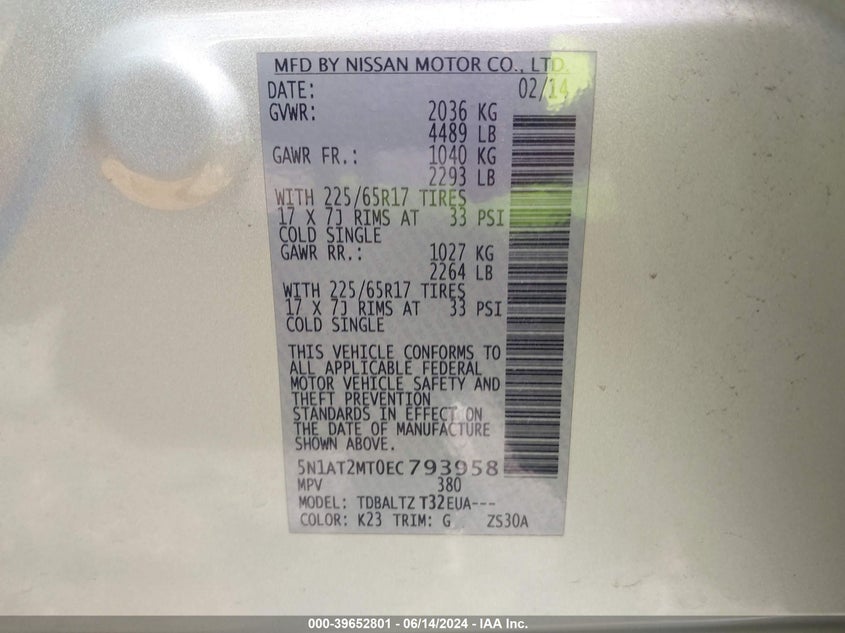 MFD BY NISSAN MOTOR CO., LTD.
DATE: 02/14
GVWR: 2036 KG
4489 LB
GAWR FR.: 1040 KG
2293 LB
WITH 225/65R17 TIRES
17 X 7J RIMS AT 33 PSI
COLD SINGLE
GAWR RR.: 1027 KG
2264 LB
WITH 225/65R17 TIRES
17 X 7J RIMS AT 33 PSI
COLD SINGLE
THIS VEHICLE CONFORMS TO
ALL APPLICABLE FEDERAL
MOTOR VEHICLE SAFETY AND
THEFT PREVENTION
STANDARDS IN EFFECT ON
THE DATE OF MANUFACTURE
SHOWN ABOVE.
5N1AT2MT0EC793958
MPV 380
MODEL: TDBALTZ T32EUA---
COLOR: K23 TRIM: G ZS30A
000-39652801 - 06/14/2024 - IAA Inc.